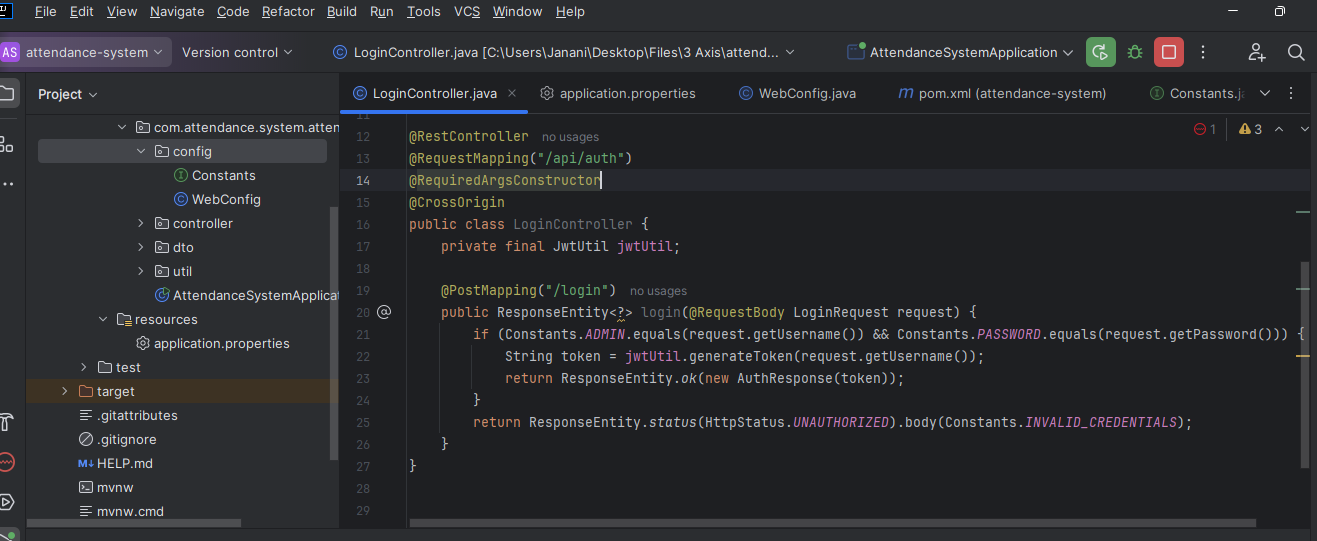 File Edit View Navigate Code Refactor Build Run Tools VCS Window Help
AS attendance-system Version control LoginController.java [C:\Users\Janani\Desktop\Files\3 Axis\attend... AttendanceSystemApplication
Project
LoginController.java application.properties WebConfig.java pom.xml (attendance-system) Constants.j
com.attendance.system.atten
config
Constants
WebConfig
controller
dto
util
AttendanceSystemApplicat
resources
application.properties
test
target
.gitattributes
.gitignore
M↓ HELP.md
mvnw
mvnw.cmd
1 3
11
12 @RestController no usages
13 @RequestMapping("/api/auth")
14 @RequiredArgsConstructor
15 @CrossOrigin
16 public class LoginController {
17 private final JwtUtil jwtUtil;
18
19 @PostMapping("/login") no usages
20 public ResponseEntity<?> login(@RequestBody LoginRequest request) {
21 if (Constants.ADMIN.equals(request.getUsername()) && Constants.PASSWORD.equals(request.getPassword())) {
22 String token = jwtUtil.generateToken(request.getUsername());
23 return ResponseEntity.ok(new AuthResponse(token));
24 }
25 return ResponseEntity.status(HttpStatus.UNAUTHORIZED).body(Constants.INVALID_CREDENTIALS);
26 }
27 }
28
29